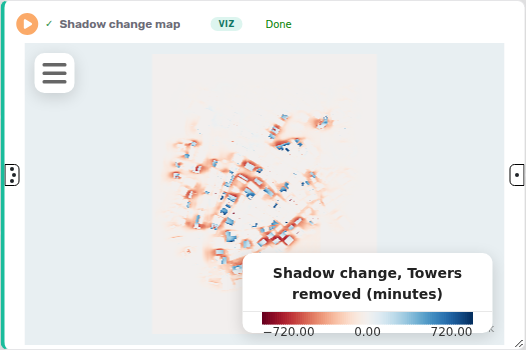 ✓ Shadow change map VIZ Done
Shadow change, Towers
removed (minutes)
−720.00 0.00 720.00